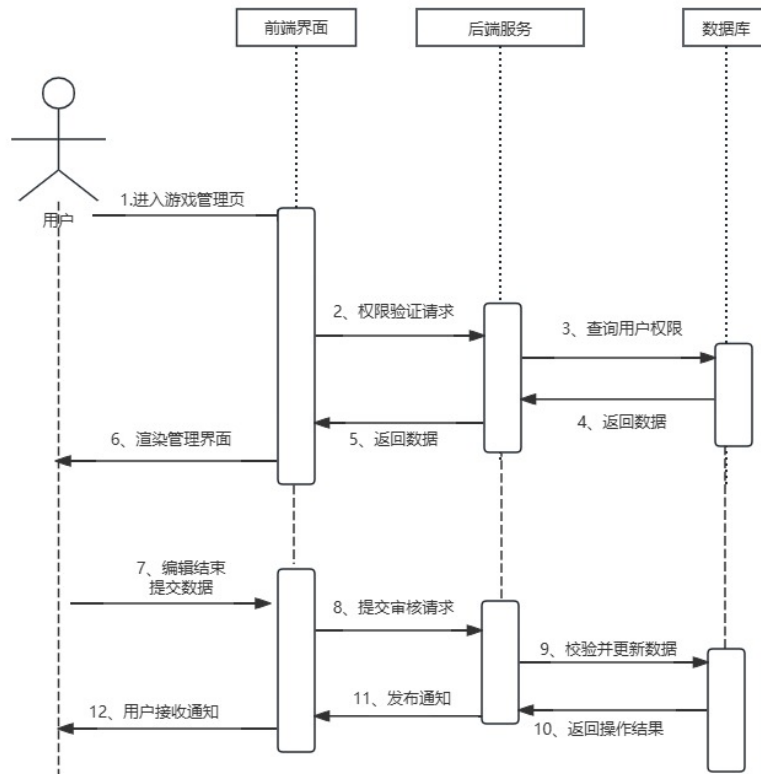 前端界面
后端服务
数据库
用户
1.进入游戏管理页
2、权限验证请求
3、查询用户权限
4、返回数据
5、返回数据
6、渲染管理界面
7、编辑结束
提交数据
8、提交审核请求
9、校验并更新数据
10、返回操作结果
11、发布通知
12、用户接收通知